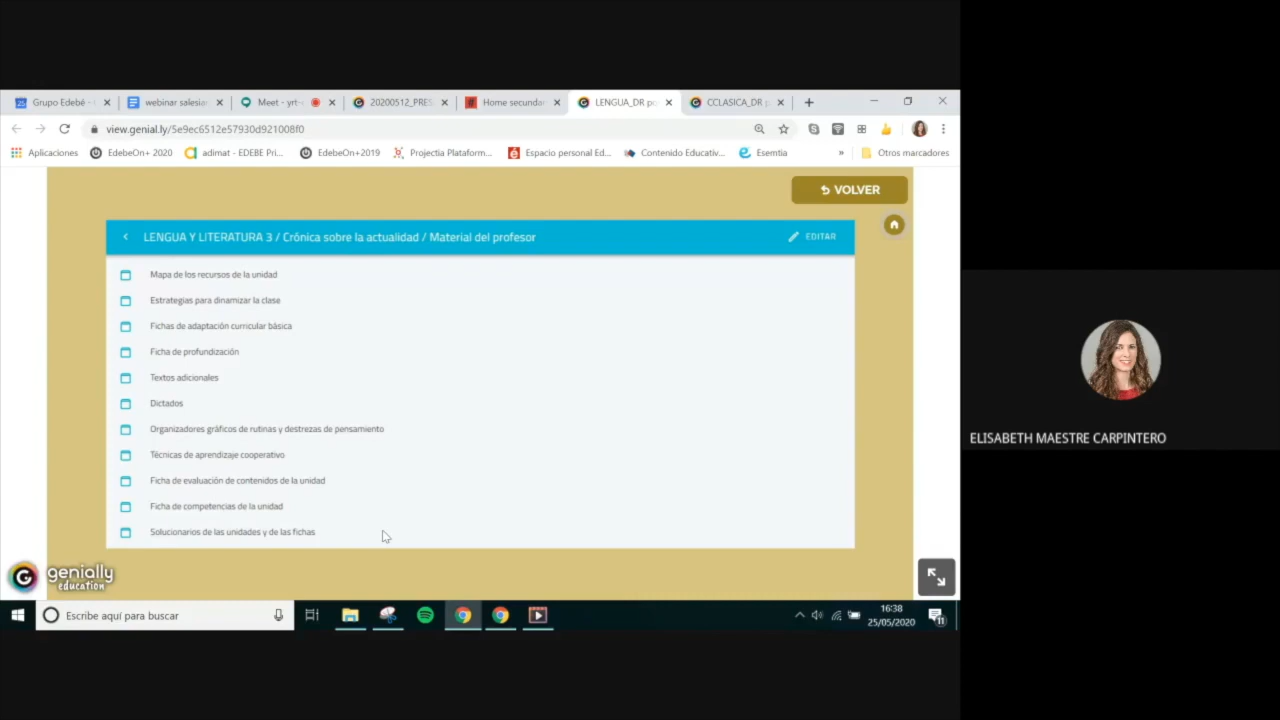 Grupo Edebé -
webinar salesia
Meet - yrt-
20200512_PRES
Home secundar
LENGUA_DR po
CCLASICA_DR p
view.genial.ly/5e9ec6512e57930d921008f0
Aplicaciones
EdebeOn+ 2020
adimat - EDEBE Pri...
EdebeOn+2019
Projectia Plataform...
Espacio personal Ed...
Contenido Educativ...
Esemtia
»
Otros marcadores
VOLVER
LENGUA Y LITERATURA 3 / Crónica sobre la actualidad / Material del profesor
EDITAR
Mapa de los recursos de la unidad
Estrategias para dinamizar la clase
Fichas de adaptación curricular básica
Ficha de profundización
Textos adicionales
Dictados
Organizadores gráficos de rutinas y destrezas de pensamiento
Técnicas de aprendizaje cooperativo
Ficha de evaluación de contenidos de la unidad
Ficha de competencias de la unidad
Solucionarios de las unidades y de las fichas
genially
education
ELISABETH MAESTRE CARPINTERO
Escribe aquí para buscar
16:38
25/05/2020
11